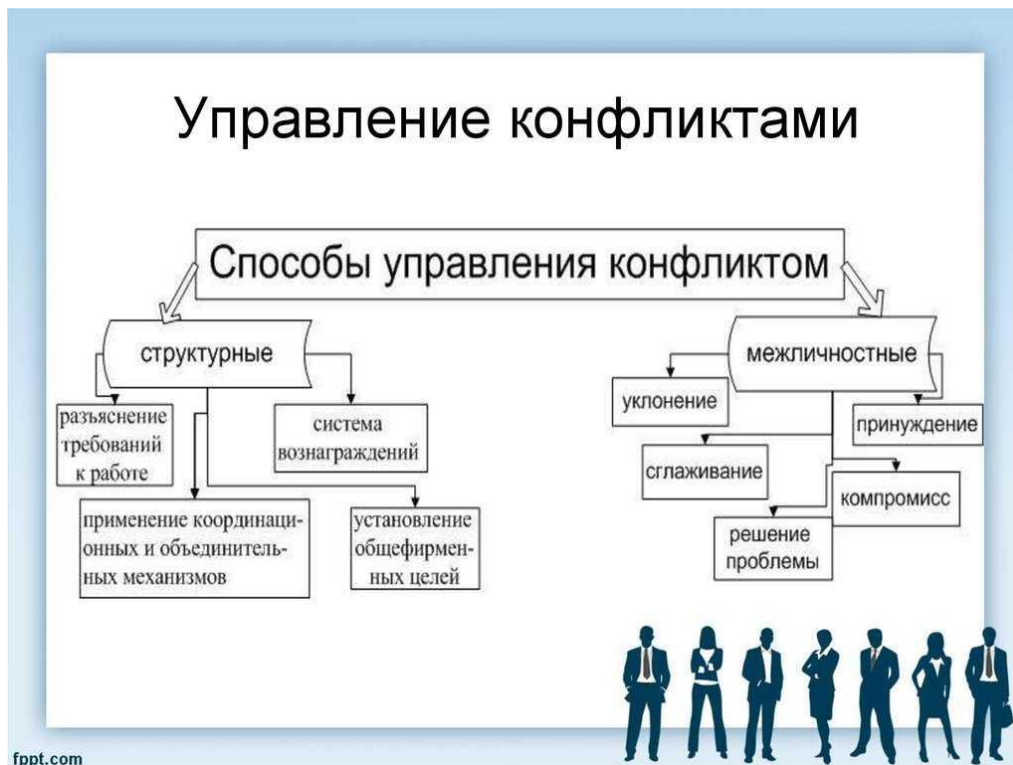 Управление конфликтами
Способы управления конфликтом
структурные
разъяснение
требований
к работе
система
вознаграждений
применение координаци-
онных и объединитель-
ных механизмов
установление
общефирмен-
ных целей
межличностные
уклонение
принуждение
сглаживание
компромисс
решение
проблемы
fppt.com